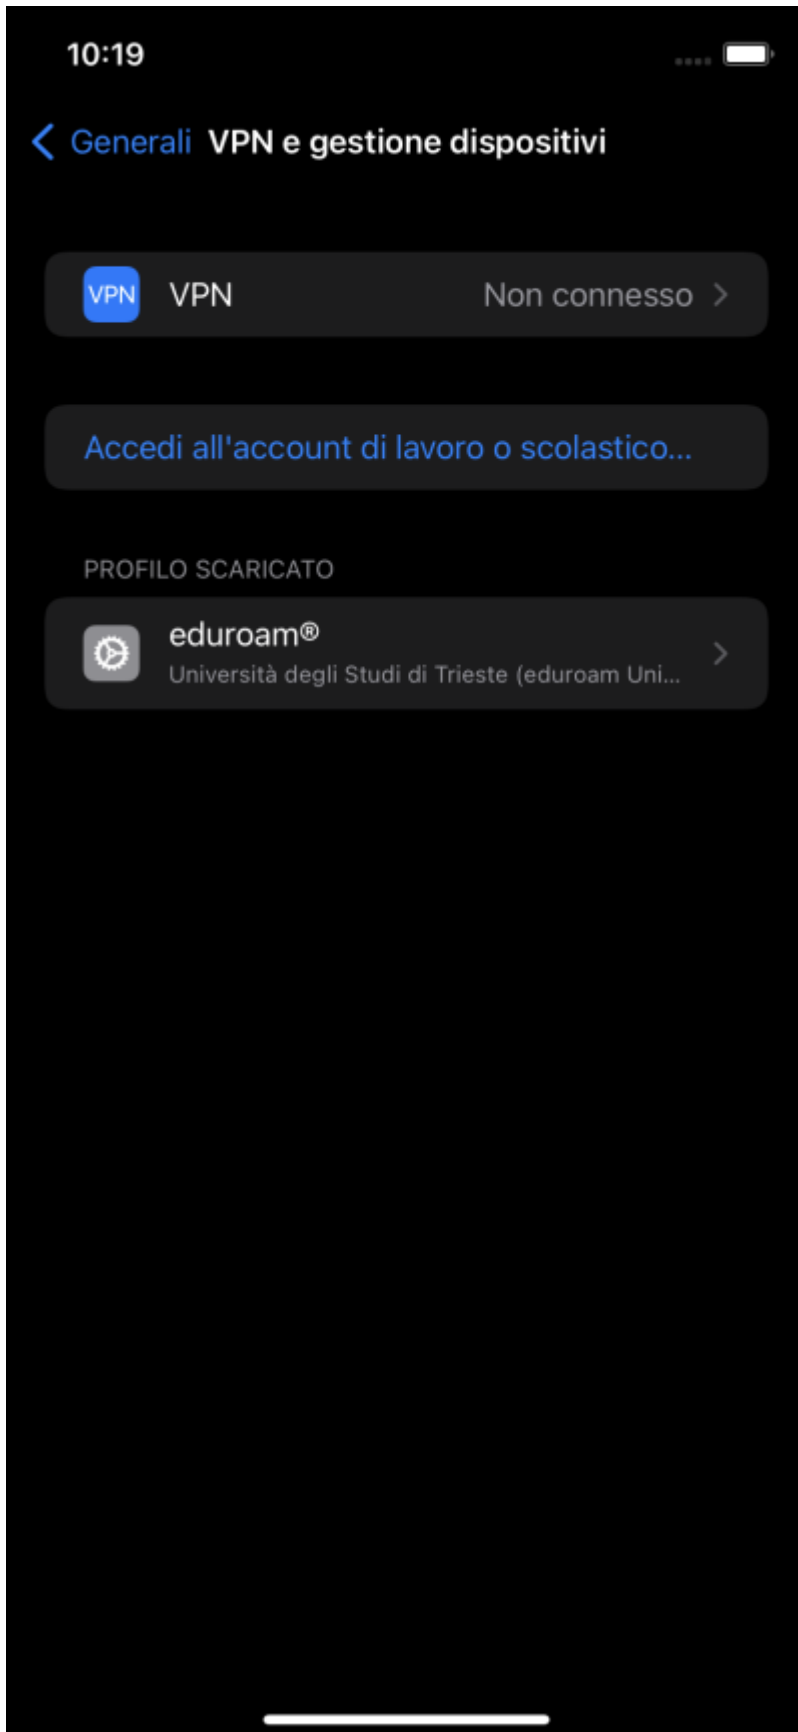 10:19
Generali VPN e gestione dispositivi
VPN VPN Non connesso
Accedi all'account di lavoro o scolastico...
PROFILO SCARICATO
eduroam®
Università degli Studi di Trieste (eduroam Uni...